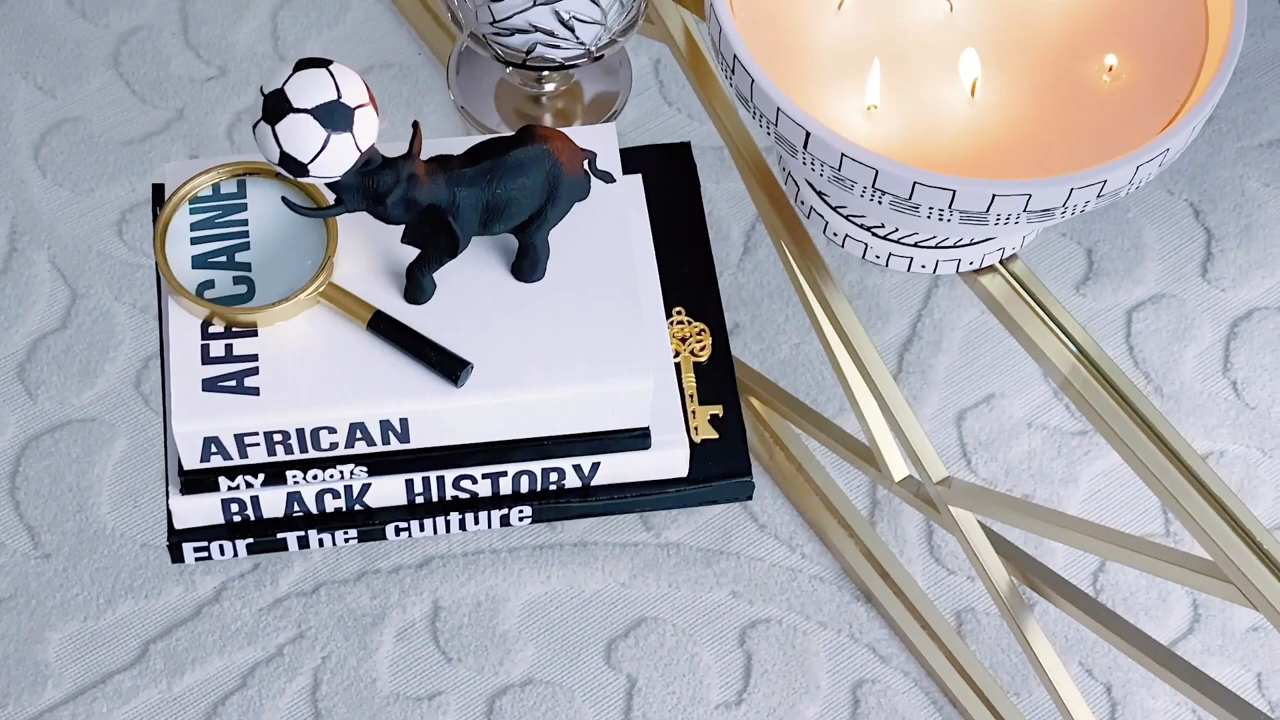 AFRICAINE
AFRICAN
MY ROOTS
BLACK HISTORY
For The culture